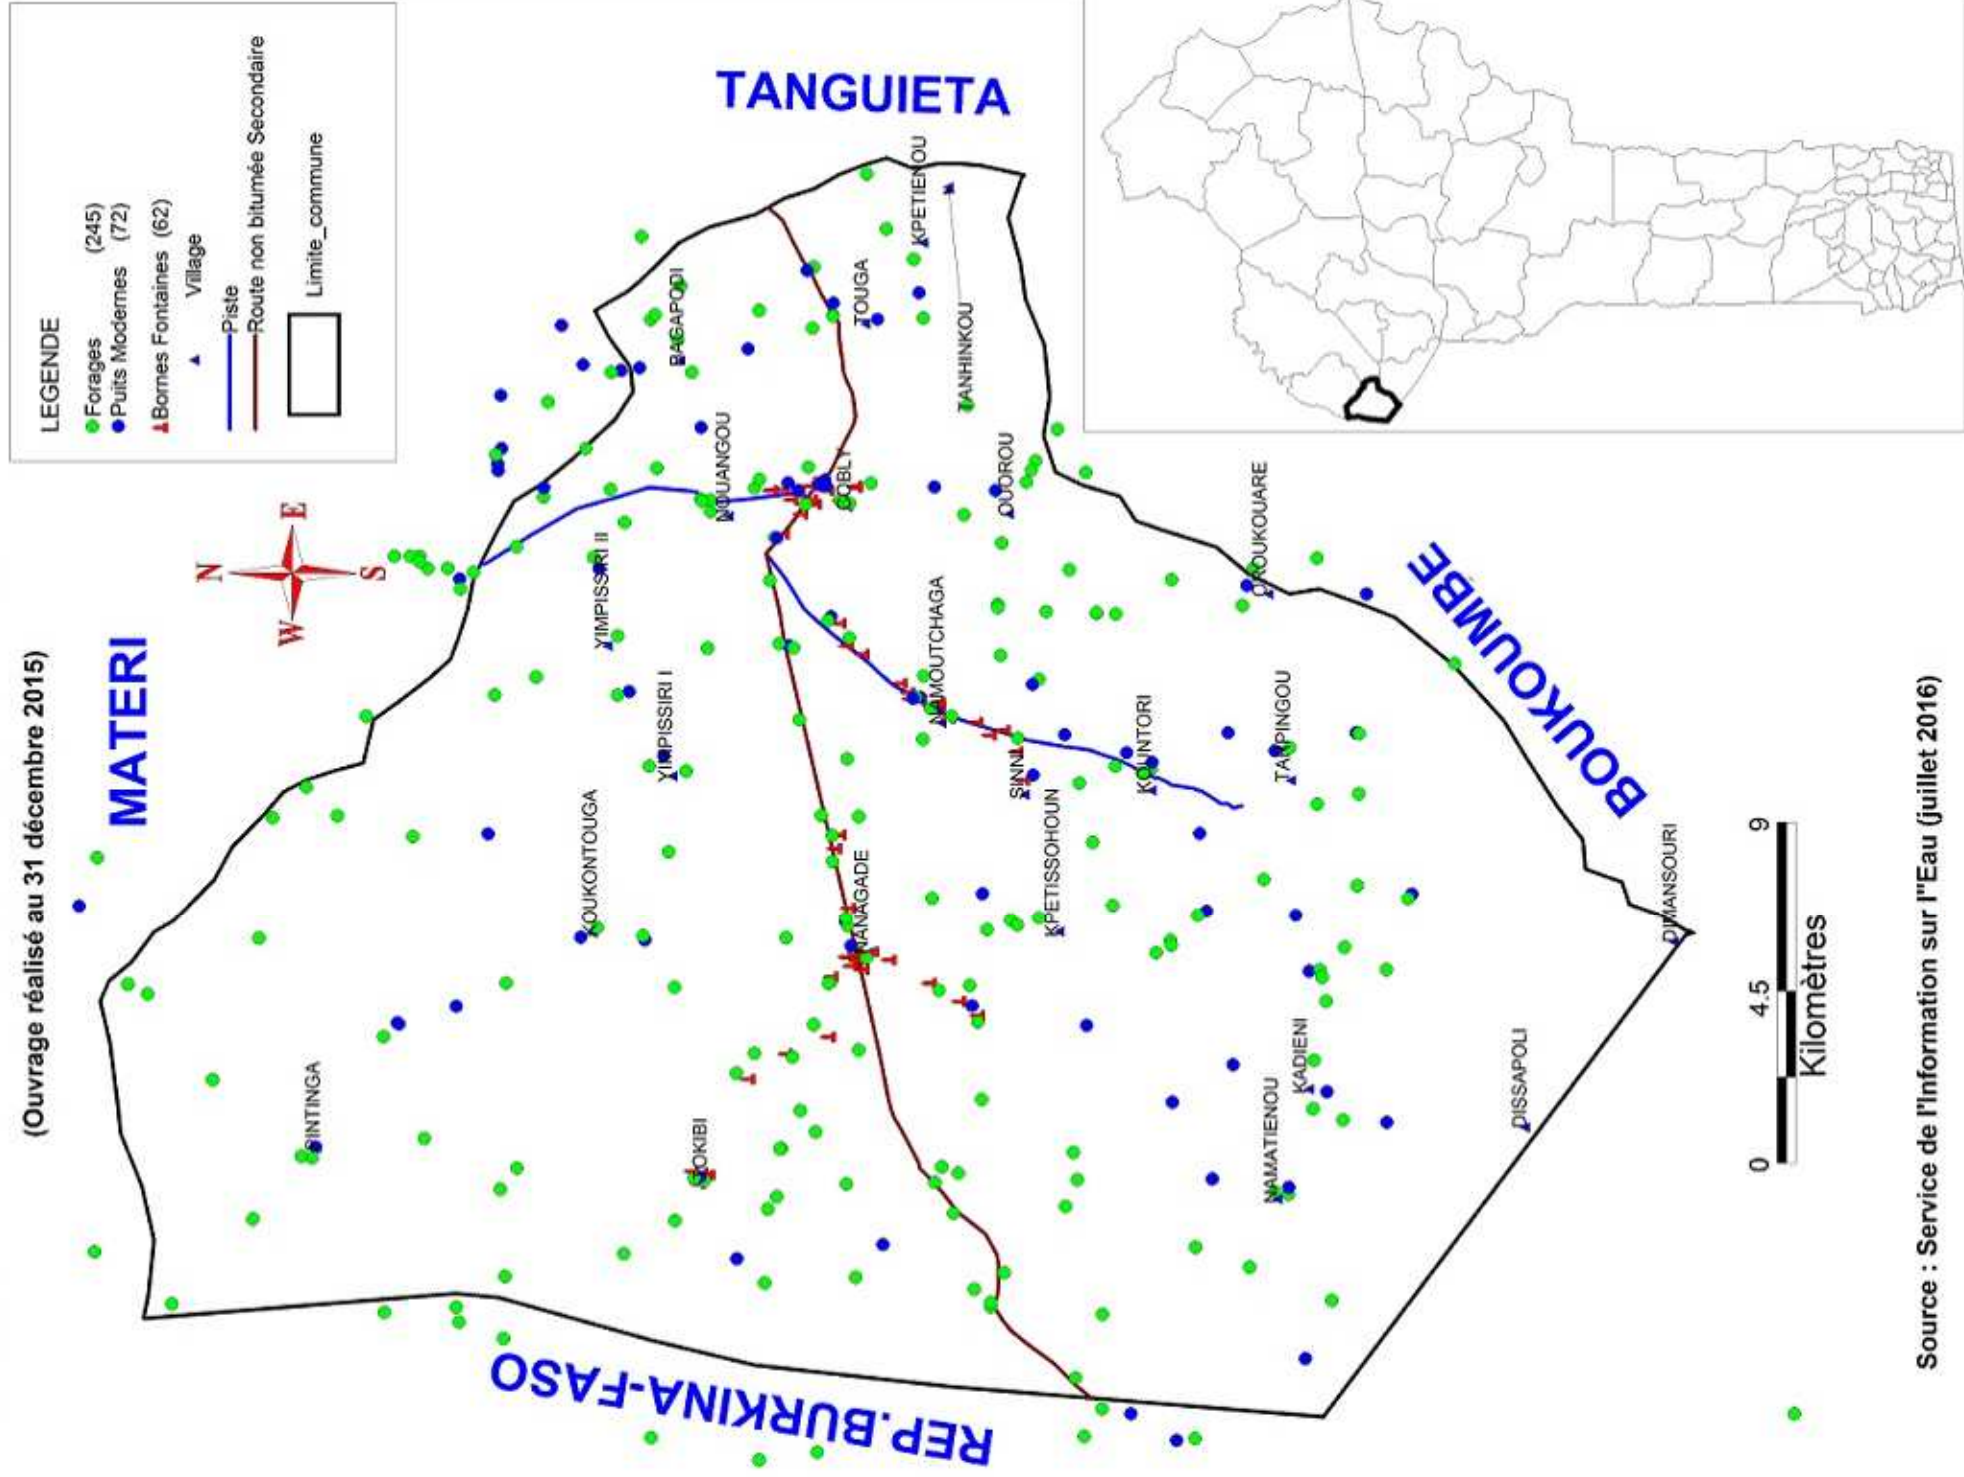 (Ouvrage réalisé au 31 décembre 2015)
LEGENDE
Forages (245)
Puits Modernes (72)
Bornes Fontaines (62)
Village
Piste
Route non bitumée Secondaire
Limite_commune
N
W
E
S
MATERI
TANGUIETA
BOUKOUMBE
REP.BURKINA-FASO
SINTINGA
KOUKONTOUGA
YIMPISSIRI I
YIMPISSIRI II
NOUANGOU
BAGAPODI
TOKIBI
NANAGADE
COBLY
TOUGA
KPETIENOU
TANHINKOU
OUOROU
NAMOUTCHAGA
SINNI
KPETISSOHOUN
KOUNTORI
OROUKOUARE
TAPINGOU
NAMATIENOU
KADIENI
DISSAPOLI
DIMANSOURI
0 4.5 9
Kilomètres
Source : Service de l'Information sur l''Eau (juillet 2016)